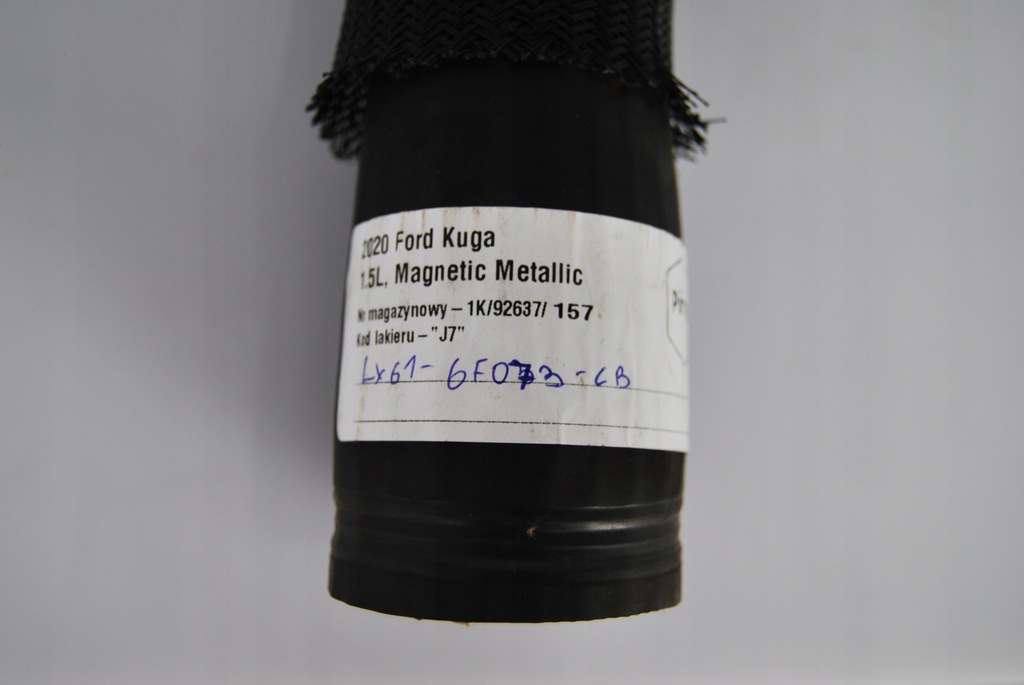 2020 Ford Kuga
1.5L, Magnetic Metallic
Nr magazynowy – 1K/92637/ 157
Kod lakieru – "J7"
Lx61- 6F073-CB